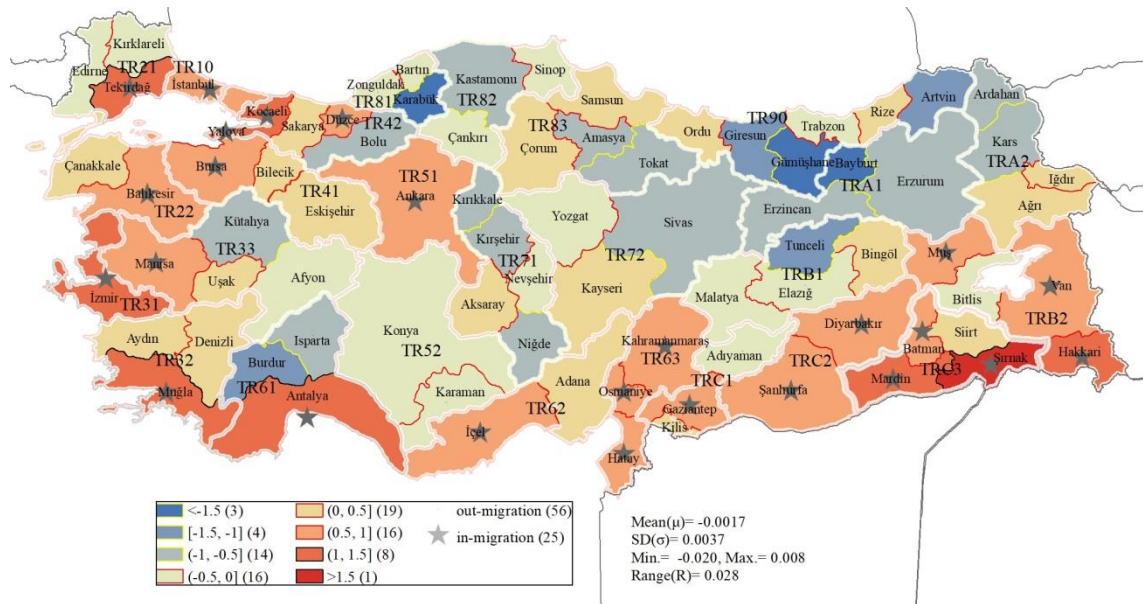 Kırklareli
Edirne
TR21
Tekirdağ
TR10
İstanbul
Kocaeli
Yalova
Sakarya
Düzce
Zonguldak
Bartın
TR81
Karabük
Kastamonu
TR82
Sinop
TR42
Bolu
Çankırı
Samsun
TR83
Amasya
Çorum
Tokat
Ordu
TR90
Giresun
Trabzon
Rize
Artvin
Ardahan
Kars
TRA2
Gümüşhane
Bayburt
TRA1
Erzurum
Iğdır
Ağrı
Çanakkale
Bursa
Balıkesir
TR22
Bilecik
TR41
Eskişehir
TR51
Ankara
Kırıkkale
Kırşehir
TR71
Yozgat
Sivas
TR72
Kayseri
Nevşehir
Erzincan
Tunceli
TRB1
Bingöl
Elazığ
Malatya
Muş
Bitlis
Van
TRB2
Kütahya
TR33
Manisa
Uşak
Afyon
İzmir
TR31
Aydın
TR32
Denizli
Muğla
Burdur
Isparta
TR61
Antalya
Konya
TR52
Karaman
Aksaray
Niğde
Adana
TR62
İçel
Kahramanmaraş
TR63
Osmaniye
Hatay
Adıyaman
TRC1
Gaziantep
Kilis
Şanlıurfa
TRC2
Diyarbakır
Batman
Siirt
TRC3
Mardin
Şırnak
Hakkari
<-1.5 (3)
[-1.5, -1] (4)
(-1, -0.5] (14)
(-0.5, 0] (16)
(0, 0.5] (19)
(0.5, 1] (16)
(1, 1.5] (8)
>1.5 (1)
out-migration (56)
in-migration (25)
Mean(μ)= -0.0017
SD(σ)= 0.0037
Min.= -0.020, Max.= 0.008
Range(R)= 0.028